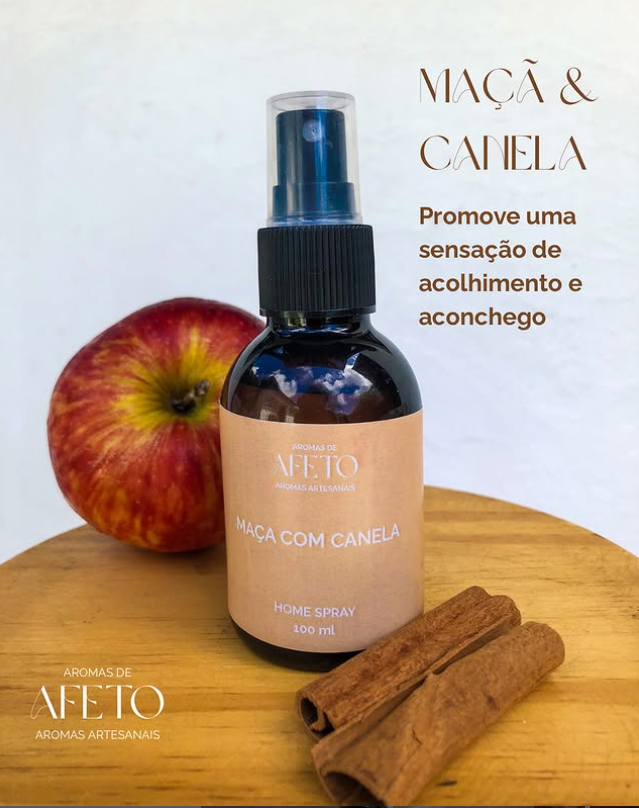 MAÇÃ &
CANELA
Promove uma
sensação de
acolhimento e
aconchego
AROMAS DE
AFETO
AROMAS ARTESANAIS
MAÇA COM CANELA
HOME SPRAY
100 ml
AROMAS DE
AFETO
AROMAS ARTESANAIS